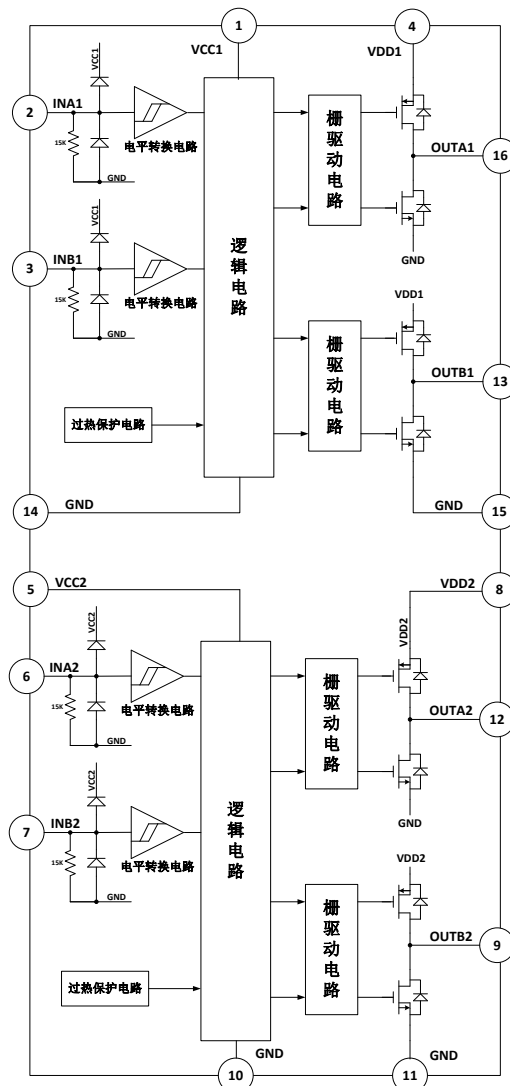 1
4
VCC1
VDD1
VCC1
2
INA1
15K
GND
电平转换电路
栅驱动电路
OUTA1
16
GND
VCC1
3
INB1
15K
GND
电平转换电路
逻辑电路
VDD1
栅驱动电路
OUTB1
13
过热保护电路
14
GND
GND
15
5
VCC2
VDD2
8
VCC2
VDD2
6
INA2
15K
GND
电平转换电路
栅驱动电路
OUTA2
12
GND
VCC2
7
INB2
15K
GND
电平转换电路
逻辑电路
VDD2
栅驱动电路
OUTB2
9
过热保护电路
GND
10
GND
11